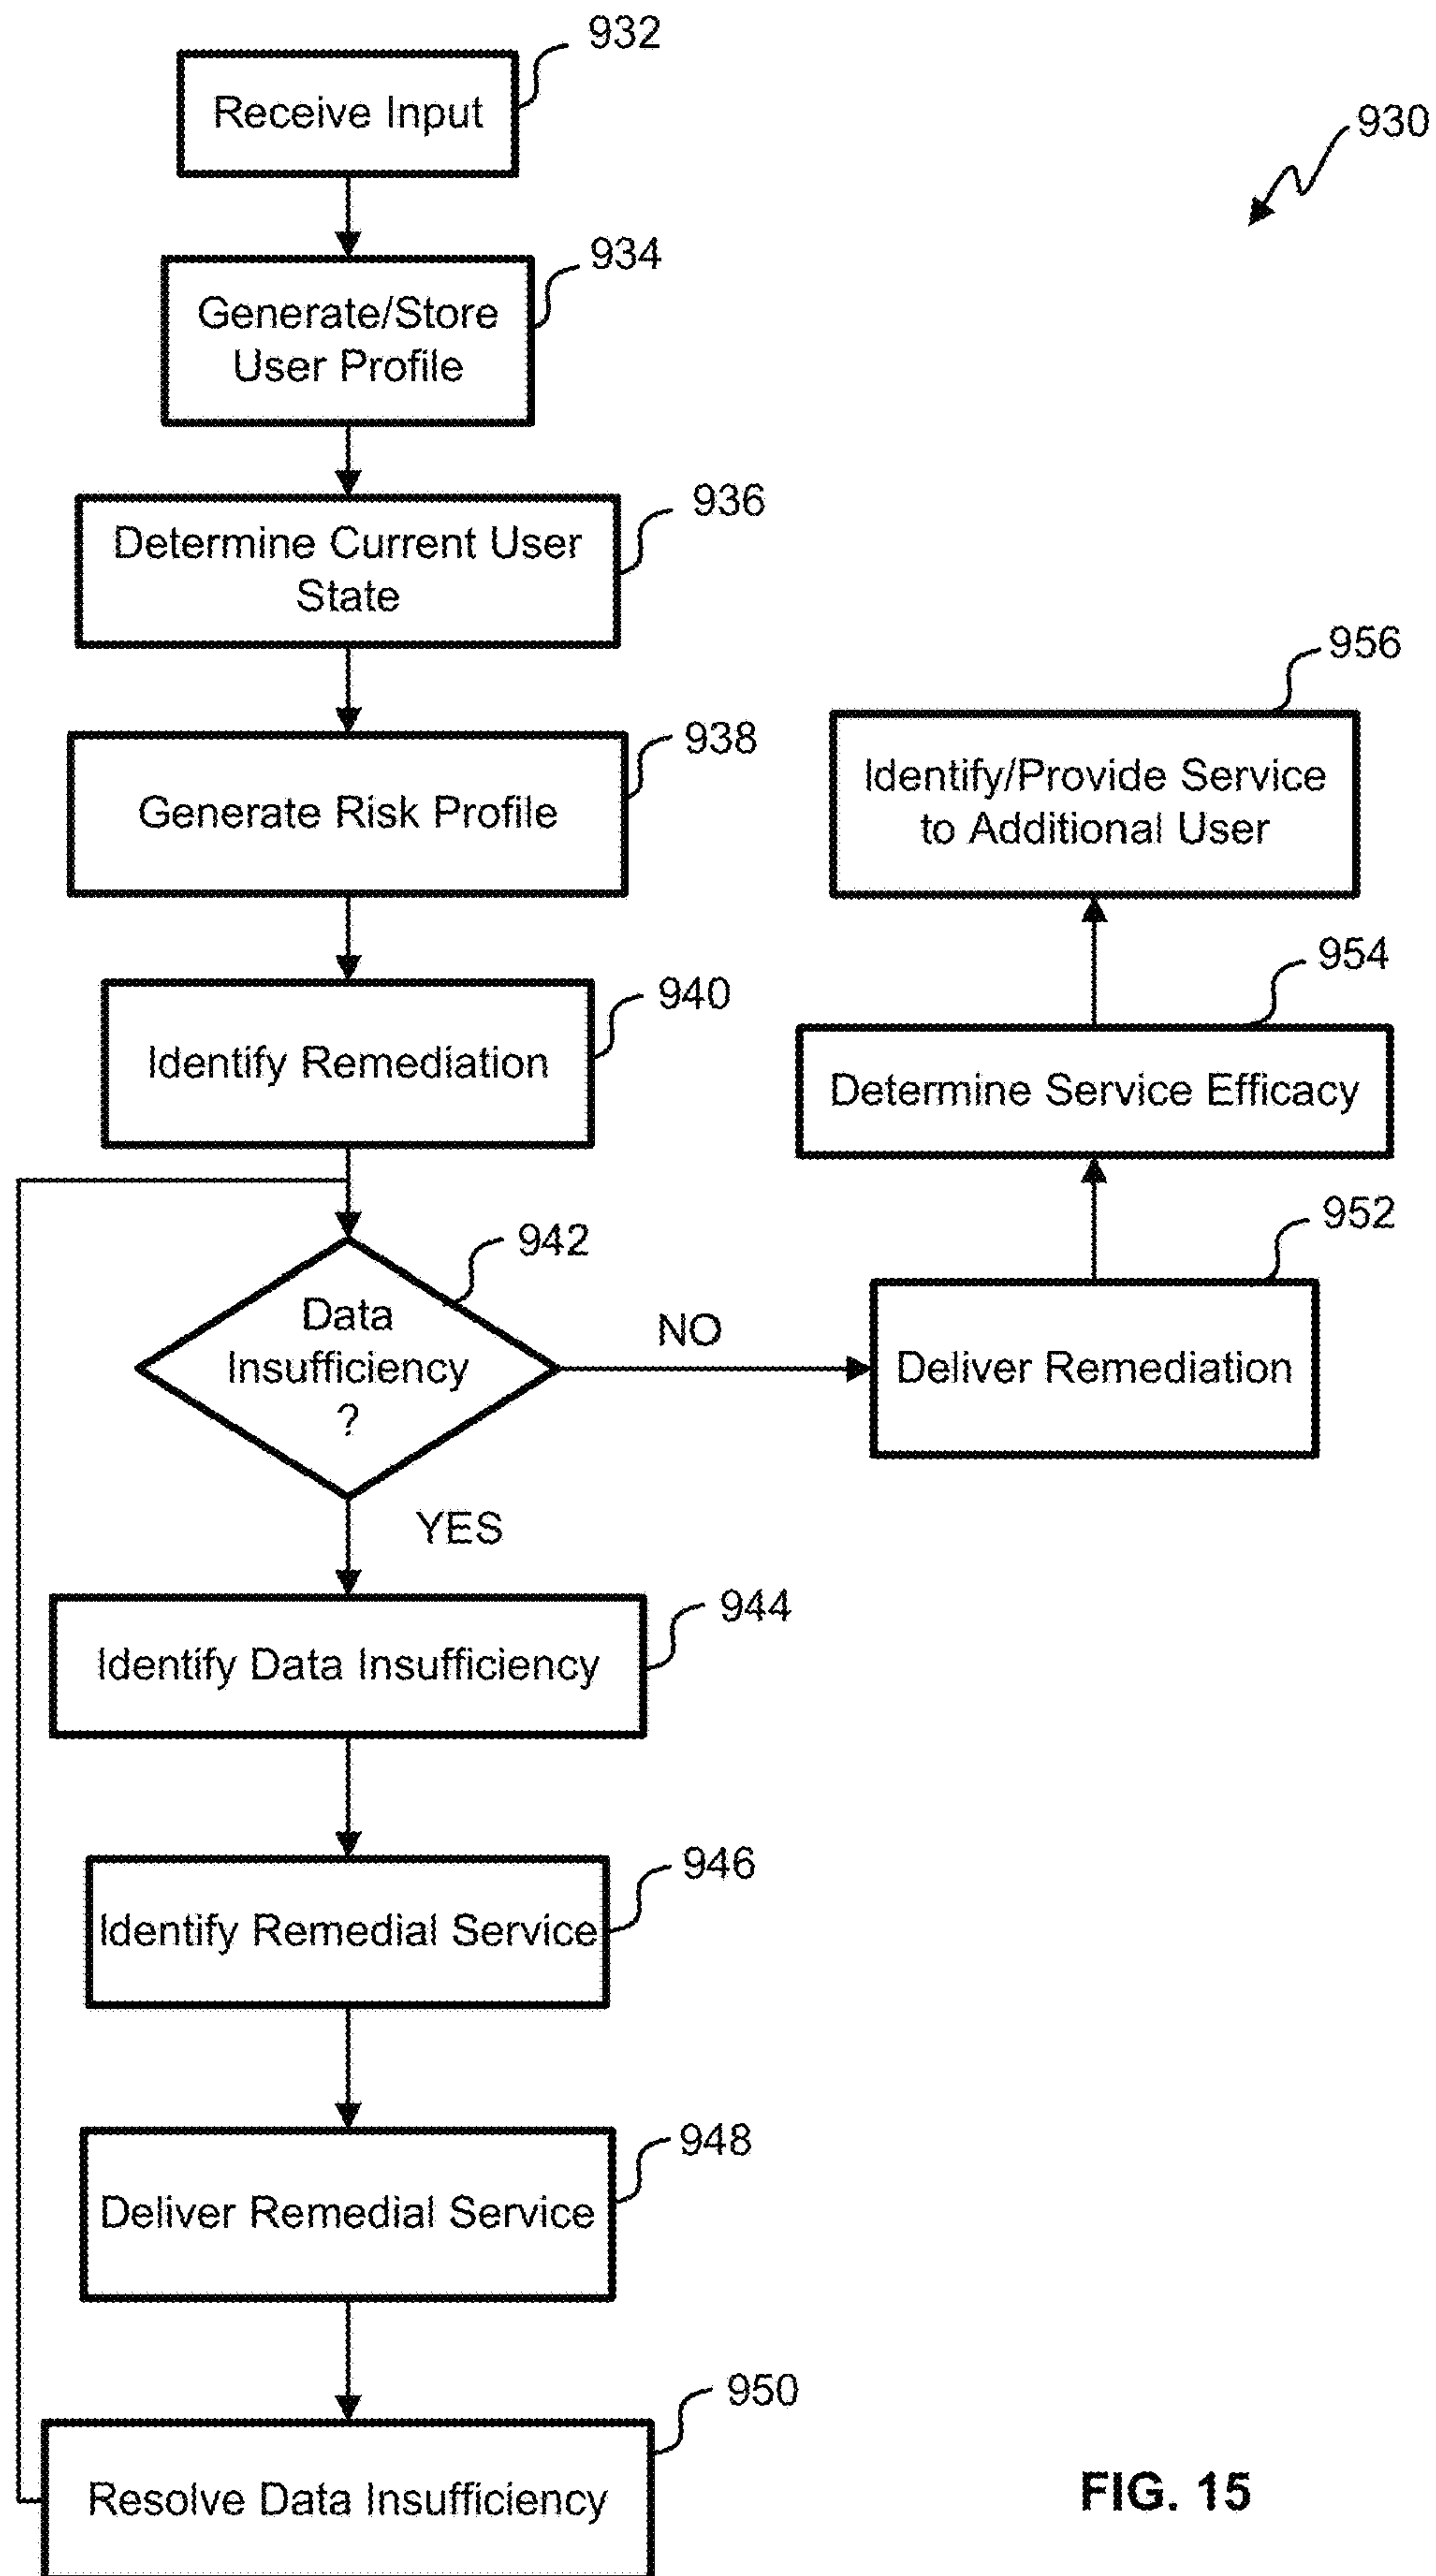 932
Receive Input
930
934
Generate/Store
User Profile
936
Determine Current User
State
938
Generate Risk Profile
940
Identify Remediation
942
Data
Insufficiency
?
NO
YES
944
Identify Data Insufficiency
946
Identify Remedial Service
948
Deliver Remedial Service
950
Resolve Data Insufficiency
956
Identify/Provide Service
to Additional User
954
Determine Service Efficacy
952
Deliver Remediation
FIG. 15